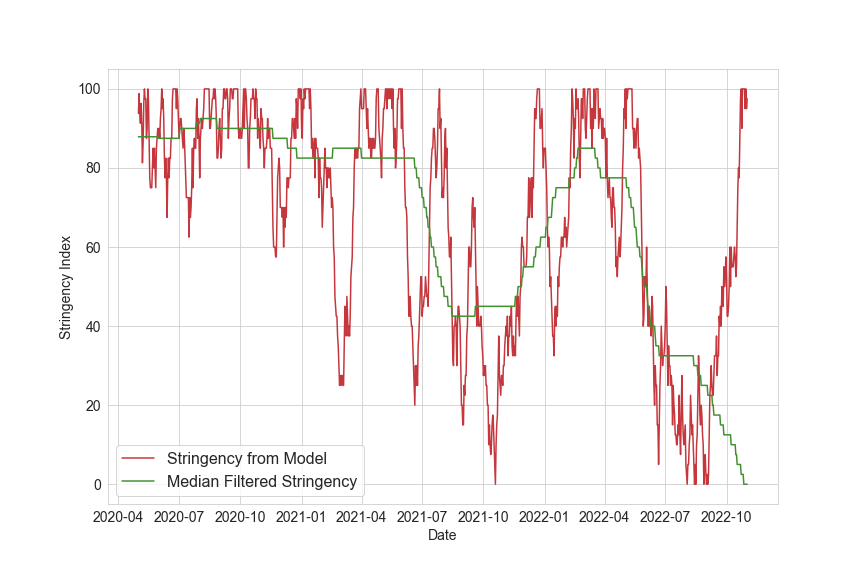 100
80
60
40
20
0
Stringency Index
Stringency from Model
Median Filtered Stringency
2020-04 2020-07 2020-10 2021-01 2021-04 2021-07 2021-10 2022-01 2022-04 2022-07 2022-10
Date